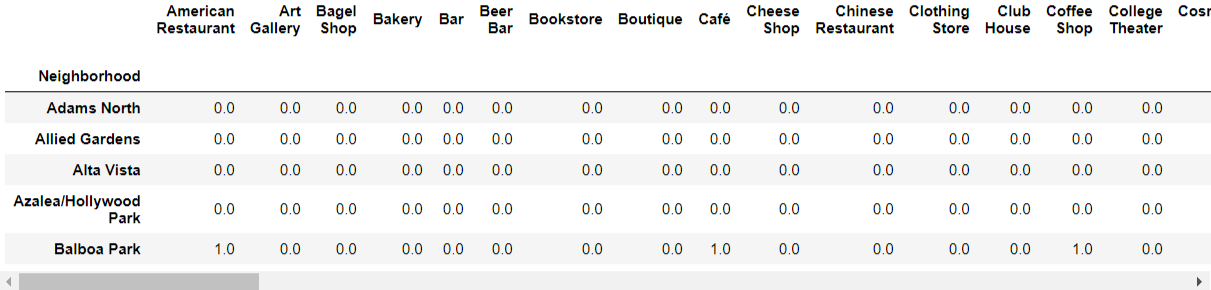 American Restaurant Art Gallery Bagel Shop Bakery Bar Beer Bar Bookstore Boutique Café Cheese Shop Chinese Restaurant Clothing Store Club House Coffee Shop College Theater Cosr
Neighborhood
Adams North 0.0 0.0 0.0 0.0 0.0 0.0 0.0 0.0 0.0 0.0 0.0 0.0 0.0 0.0 0.0
Allied Gardens 0.0 0.0 0.0 0.0 0.0 0.0 0.0 0.0 0.0 0.0 0.0 0.0 0.0 0.0 0.0
Alta Vista 0.0 0.0 0.0 0.0 0.0 0.0 0.0 0.0 0.0 0.0 0.0 0.0 0.0 0.0 0.0
Azalea/Hollywood Park 0.0 0.0 0.0 0.0 0.0 0.0 0.0 0.0 0.0 0.0 0.0 0.0 0.0 0.0 0.0
Balboa Park 1.0 0.0 0.0 0.0 0.0 0.0 0.0 0.0 1.0 0.0 0.0 0.0 0.0 1.0 0.0